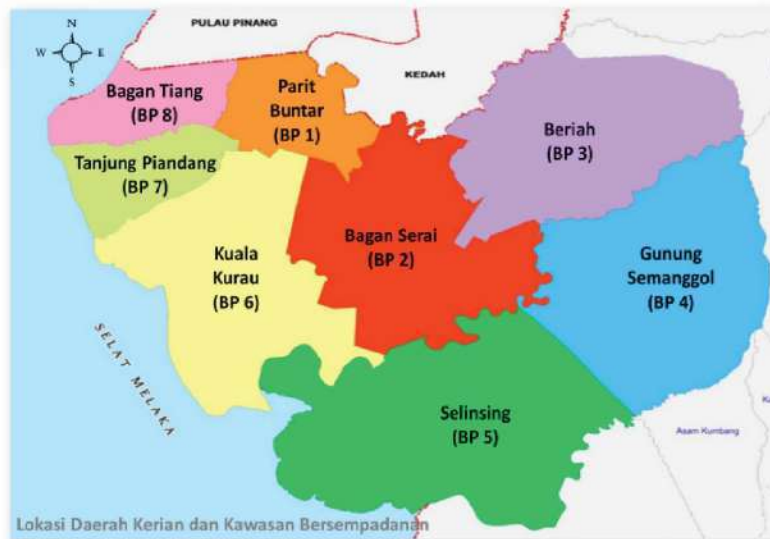 PULAU PINANG
N
W E
S
KEDAH
Bagan Tiang
(BP 8)
Parit
Buntar
(BP 1)
Beriah
(BP 3)
Tanjung Piandang
(BP 7)
Bagan Serai
(BP 2)
Kuala
Kurau
(BP 6)
Gunung
Semanggol
(BP 4)
SELAT MELAKA
Selinsing
(BP 5)
Asam Kumbang
Lokasi Daerah Kerian dan Kawasan Bersempadanan